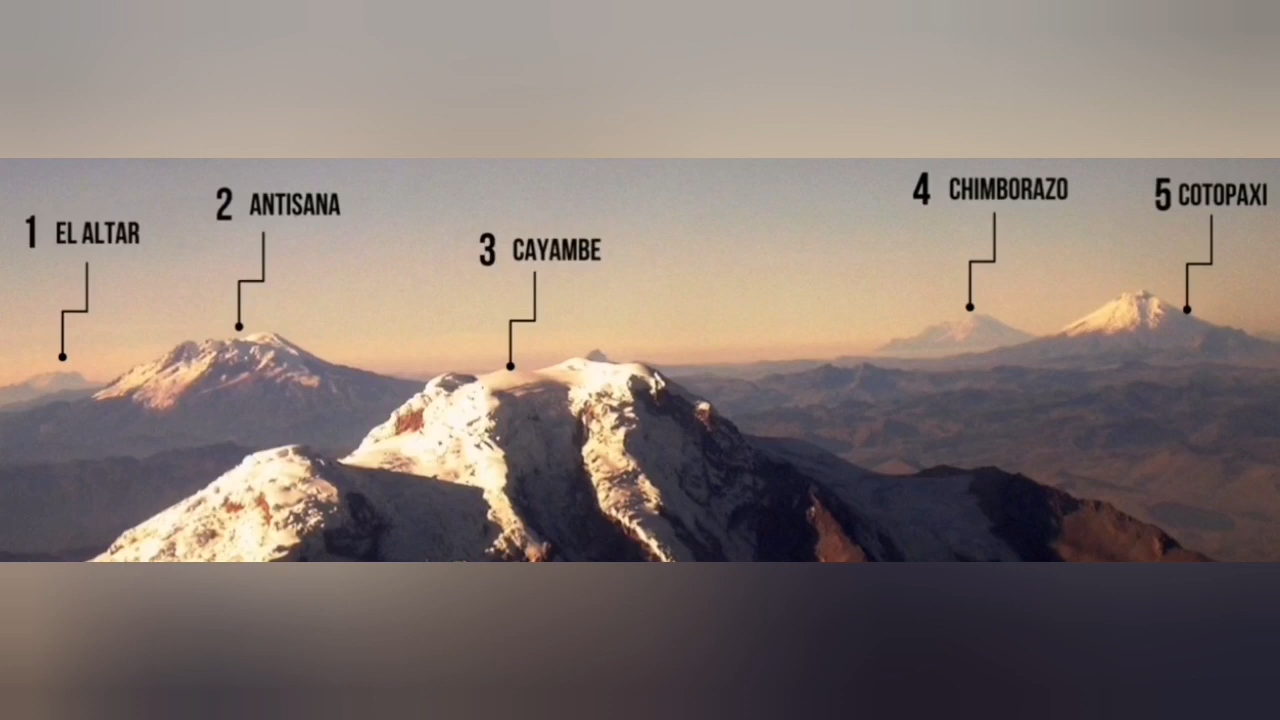 1 EL ALTAR
2 ANTISANA
3 CAYAMBE
4 CHIMBORAZO
5 COTOPAXI